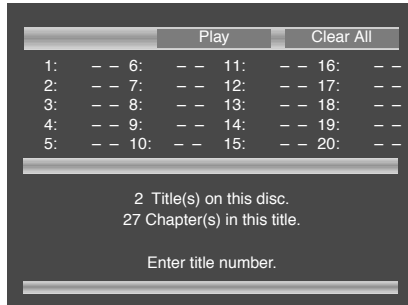 Play Clear All
1: – – 6: – – 11: – – 16: – –
2: – – 7: – – 12: – – 17: – –
3: – – 8: – – 13: – – 18: – –
4: – – 9: – – 14: – – 19: – –
5: – – 10: – – 15: – – 20: – –
2 Title(s) on this disc.
27 Chapter(s) in this title.
Enter title number.